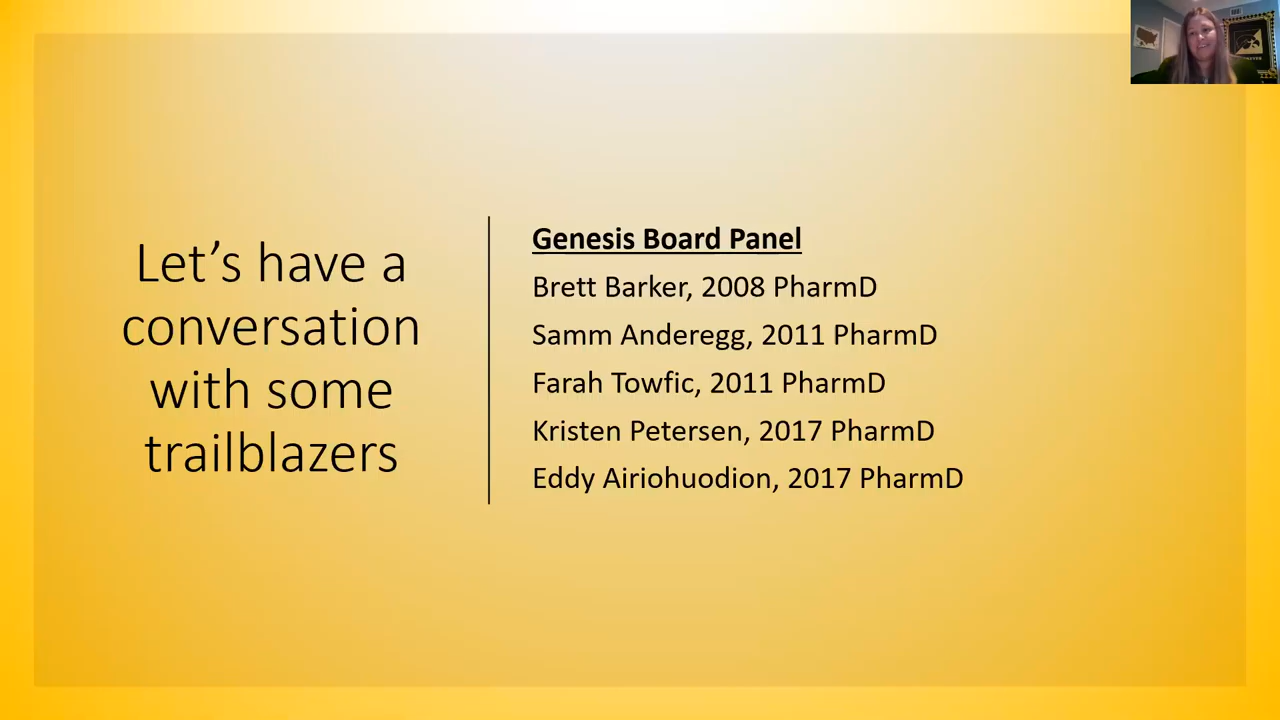 Let's have a
conversation
with some
trailblazers
Genesis Board Panel
Brett Barker, 2008 PharmD
Samm Anderegg, 2011 PharmD
Farah Towfic, 2011 PharmD
Kristen Petersen, 2017 PharmD
Eddy Airiohuodion, 2017 PharmD